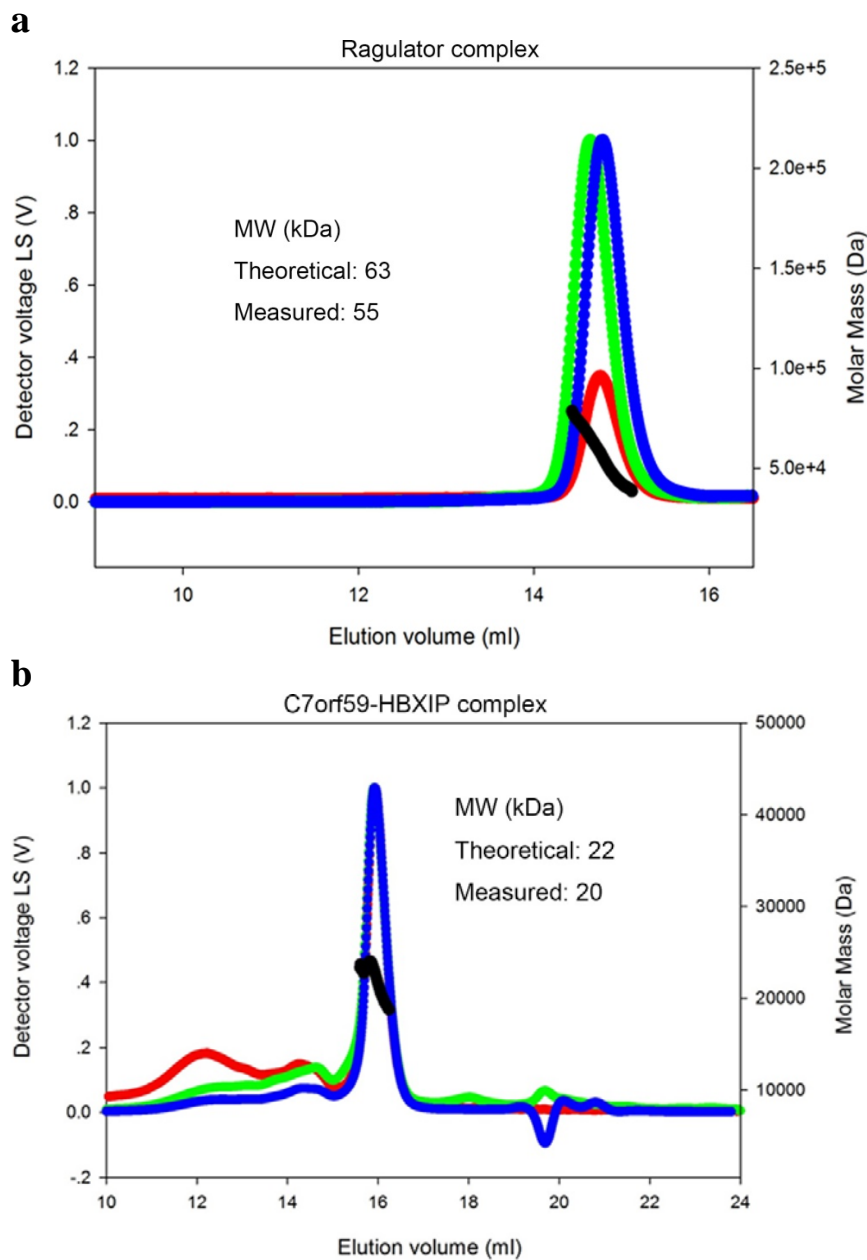 a
Ragulator complex
1.2
1.0
.8
.6
.4
.2
0.0
Detector voltage LS (V)
MW (kDa)
Theoretical: 63
Measured: 55
2.5e+5
2.0e+5
1.5e+5
1.0e+5
5.0e+4
Molar Mass (Da)
10 12 14 16
Elution volume (ml)
b
C7orf59-HBXIP complex
1.2
1.0
.8
.6
.4
.2
0.0
-.2
Detector voltage LS (V)
MW (kDa)
Theoretical: 22
Measured: 20
50000
40000
30000
20000
10000
Molar Mass (Da)
10 12 14 16 18 20 22 24
Elution volume (ml)